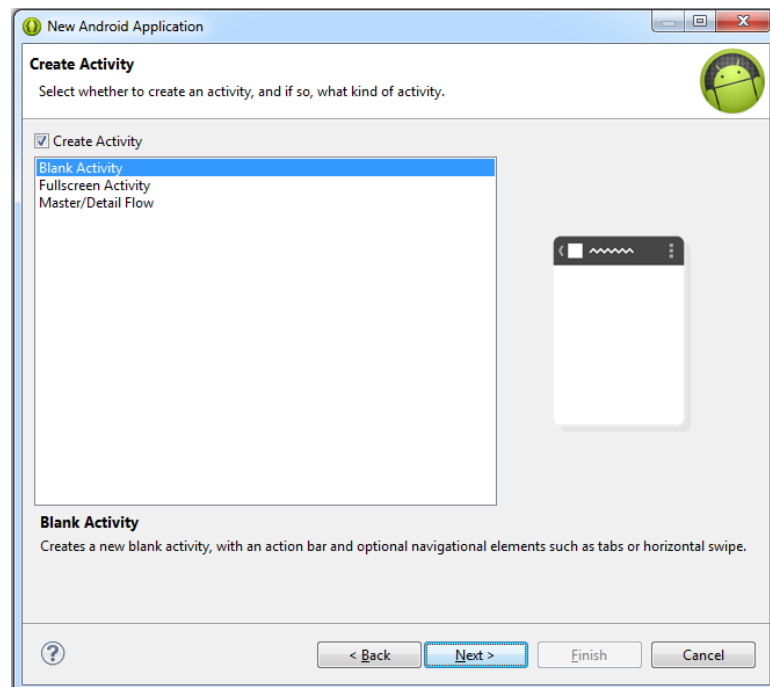 New Android Application
Create Activity
Select whether to create an activity, and if so, what kind of activity.
Create Activity
Blank Activity
Fullscreen Activity
Master/Detail Flow
Blank Activity
Creates a new blank activity, with an action bar and optional navigational elements such as tabs or horizontal swipe.
?
< Back
Next >
Finish
Cancel